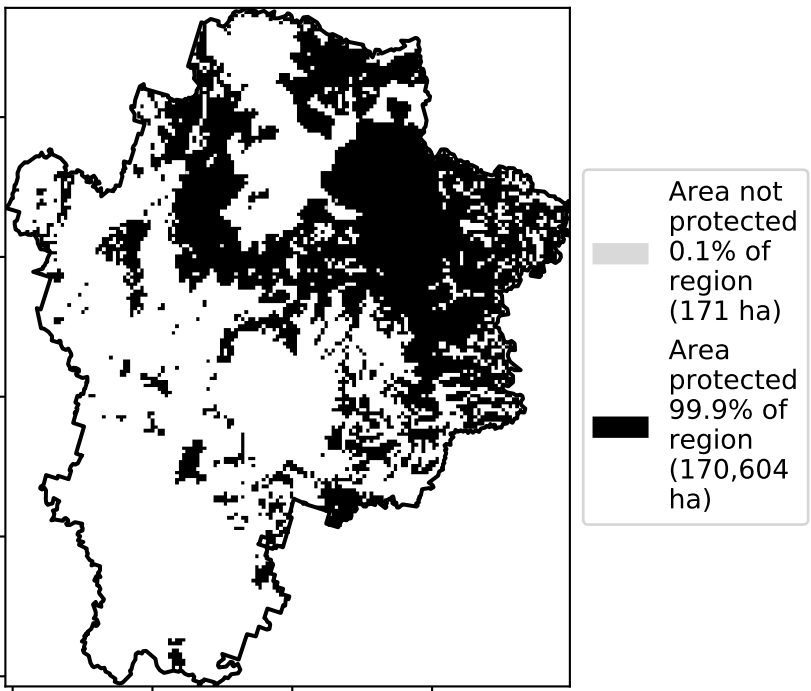 Area not
protected
0.1% of
region
(171 ha)
Area
protected
99.9% of
region
(170,604
ha)